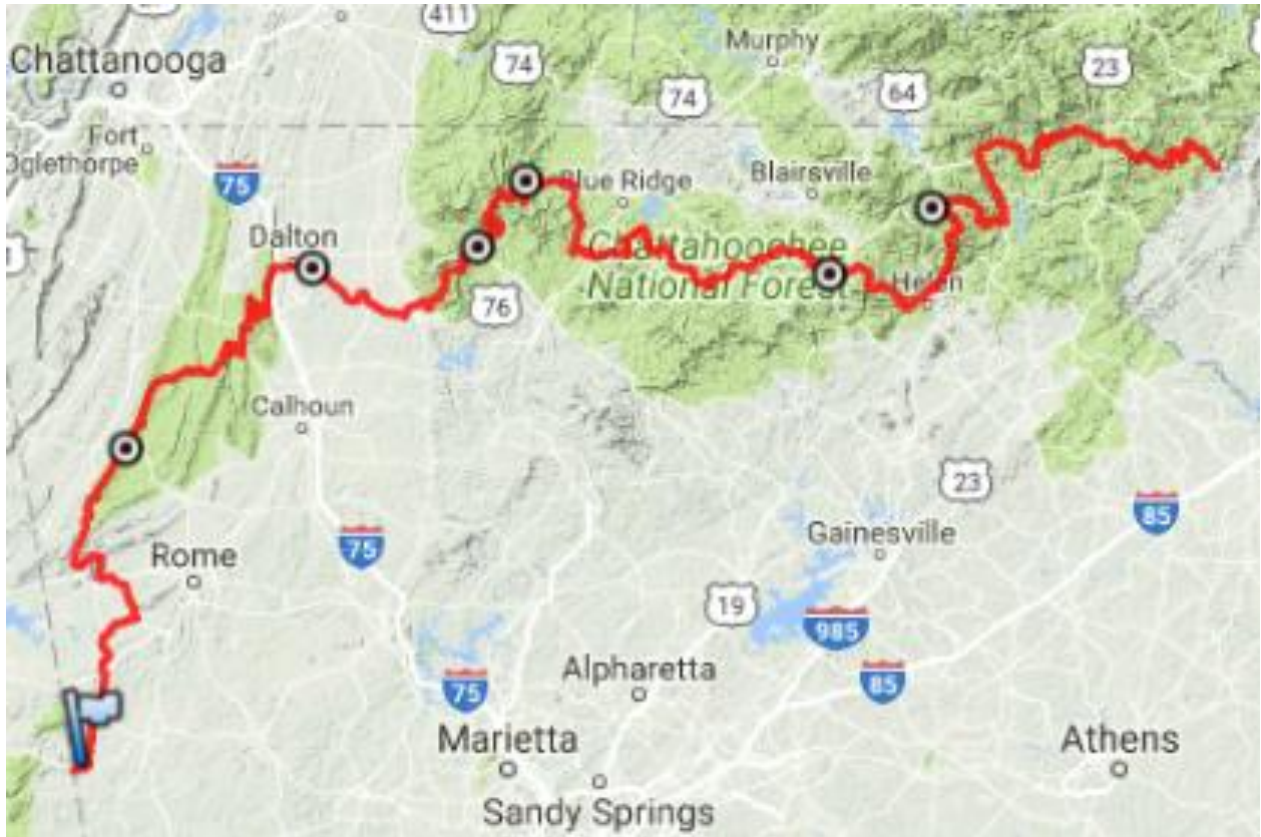 411
Chattanooga
74
Murphy
74
64
23
Fort
Oglethorpe
75
Blue Ridge
Blairsville
Dalton
Chattahoochee
National Forest
Helen
76
Calhoun
23
85
Gainesville
Rome
75
19
985
Alpharetta
75
85
Marietta
Athens
Sandy Springs